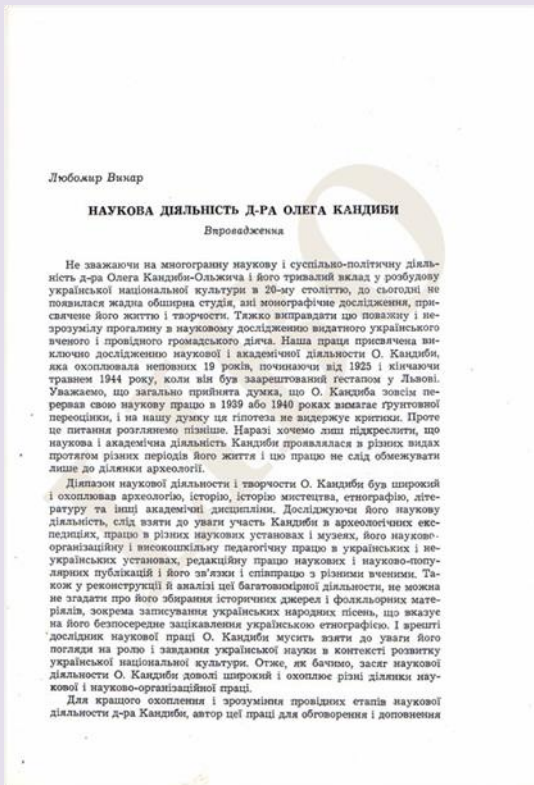 Любомир Винар
НАУКОВА ДІЯЛЬНІСТЬ Д-РА ОЛЕГА КАНДИБИ
Впровадження
Не зважаючи на многогранну наукову і суспільно-політичну діяль-
ність д-ра Олега Кандиби-Ольжича і його тривалий вклад у розбудову
української національної культури в 20-му століттю, до сьогодні не
появилася жадна обширна студія, ані монографічне дослідження, при-
свячене його життю і творчости. Тяжко виправдати цю поважну і не-
зрозумілу прогалину в науковому дослідженню видатного українського
вченого і провідного громадського діяча. Наша праця присвячена ви-
ключно дослідженню наукової і академічної діяльности О. Кандиби,
яка охоплювала неповних 19 років, починаючи від 1925 і кінчаючи
травнем 1944 року, коли він був заарештований гестапом у Львові.
Уважаємо, що загально прийнята думка, що О. Кандиба зовсім пе-
рервав свою наукову працю в 1939 або 1940 роках вимагає ґрунтовної
переоцінки, і на нашу думку ця гіпотеза не видержує критики. Проте
це питання розглянемо пізніше. Наразі хочемо лиш підкреслити, що
наукова і академічна діяльність Кандиби проявлялася в різних видах
протягом різних періодів його життя і цю працю не слід обмежувати
лише до ділянки археології.
Діяпазон наукової діяльности і творчости О. Кандиби був широкий
і охоплював археологію, історію, історію мистецтва, етнографію, літе-
ратуру та інші академічні дисципліни. Досліджуючи його наукову
діяльність, слід взяти до уваги участь Кандиби в археологічних екс-
педиціях, працю в різних наукових установах і музеях, його науково-
організаційну і високошкільну педагогічну працю в українських і не-
українських установах, редакційну працю наукових і науково-попу-
лярних публікацій і його зв'язки і співпрацю з різними вченими. Та-
кож у реконструкції й аналізі цеї багатовимірної діяльности, не можна
не згадати про його збирання історичних джерел і фолкльорних мате-
ріялів, зокрема записування українських народних пісень, що вказує
на його безпосереднє зацікавлення українською етнографією. І врешті
дослідник наукової праці О. Кандиби мусить взяти до уваги його
погляди на ролю і завдання української науки в контексті розвитку
української національної культури. Отже, як бачимо, засяг наукової
діяльности О. Кандиби доволі широкий і охоплює різні ділянки нау-
кової і науково-організаційної праці.
Для кращого охоплення і зрозуміння провідних етапів наукової
діяльности д-ра Кандиби, автор цеї праці для обговорення і доповнення